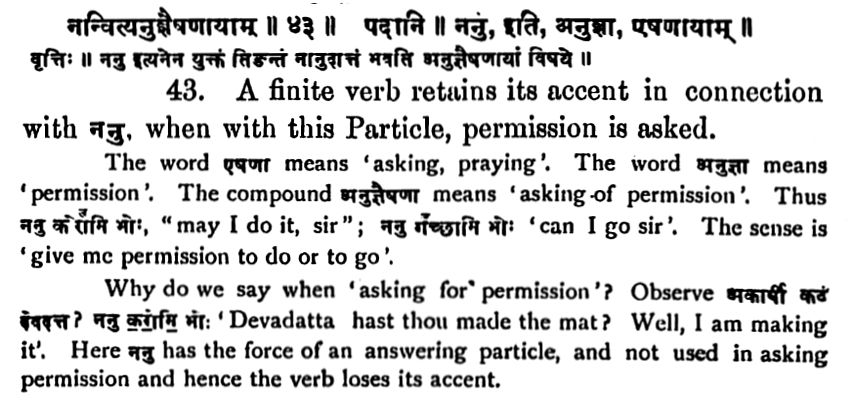 नन्वित्यनुज्ञैषणायाम् ॥ ४३ ॥ पदानि ॥ ननुं, इति, अनुज्ञा, एषणायाम् ॥
वृत्तिः ॥ ननु इत्यनेन युक्तं तिङन्तं नानुदात्तं भवति अनुज्ञैषणायां विषये ॥
43. A finite verb retains its accent in connection
with ननु, when with this Particle, permission is asked.
The word एषणा means ‘asking, praying’. The word अनुज्ञा means
‘permission’. The compound अनुज्ञैषणा means ‘asking of permission’. Thus
ननु करोमि भोः, “may I do it, sir”; ननु गच्छामि भोः ‘can I go sir’. The sense is
‘give me permission to do or to go’.
Why do we say when ‘asking for’ permission’? Observe अकार्षी कटं
देवदत्त? ननु करोमि भोः ‘Devadatta hast thou made the mat? Well, I am making
it’. Here ननु has the force of an answering particle, and not used in asking
permission and hence the verb loses its accent.